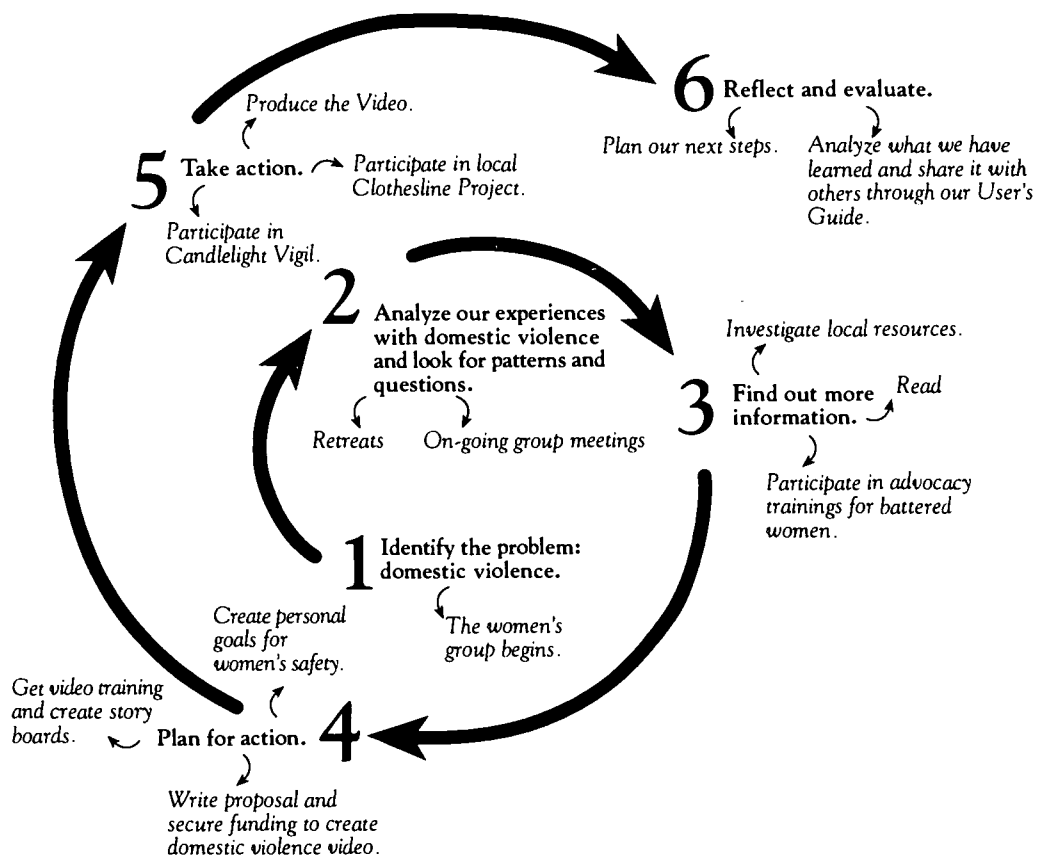 1
Identify the problem:
domestic violence.
The women's
group begins.
2
Analyze our experiences
with domestic violence
and look for patterns and
questions.
Retreats
On-going group meetings
3
Find out more
information.
Investigate local resources.
Read
Participate in advocacy
trainings for battered
women.
4
Plan for action.
Create personal
goals for
women's safety.
Get video training
and create story
boards.
Write proposal and
secure funding to create
domestic violence video.
5
Take action.
Produce the Video.
Participate in local
Clothesline Project.
Participate in
Candlelight Vigil.
6
Reflect and evaluate.
Plan our next steps.
Analyze what we have
learned and share it with
others through our User's
Guide.